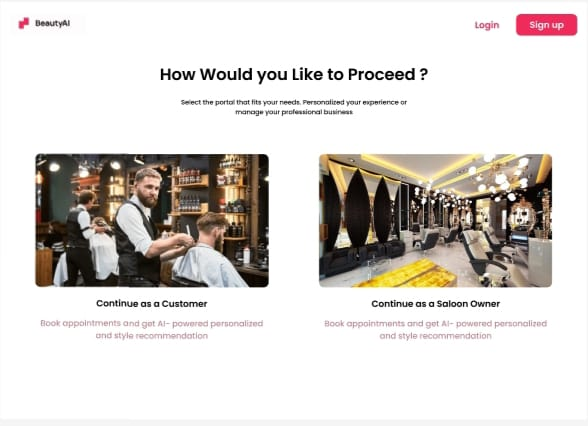 BeautyAI
Login
Sign up
How Would you Like to Proceed ?
Select the portal that fits your needs. Personalized your experience or
manage your professional business
Continue as a Customer
Book appointments and get AI- powered personalized
and style recommendation
Continue as a Saloon Owner
Book appointments and get AI- powered personalized
and style recommendation